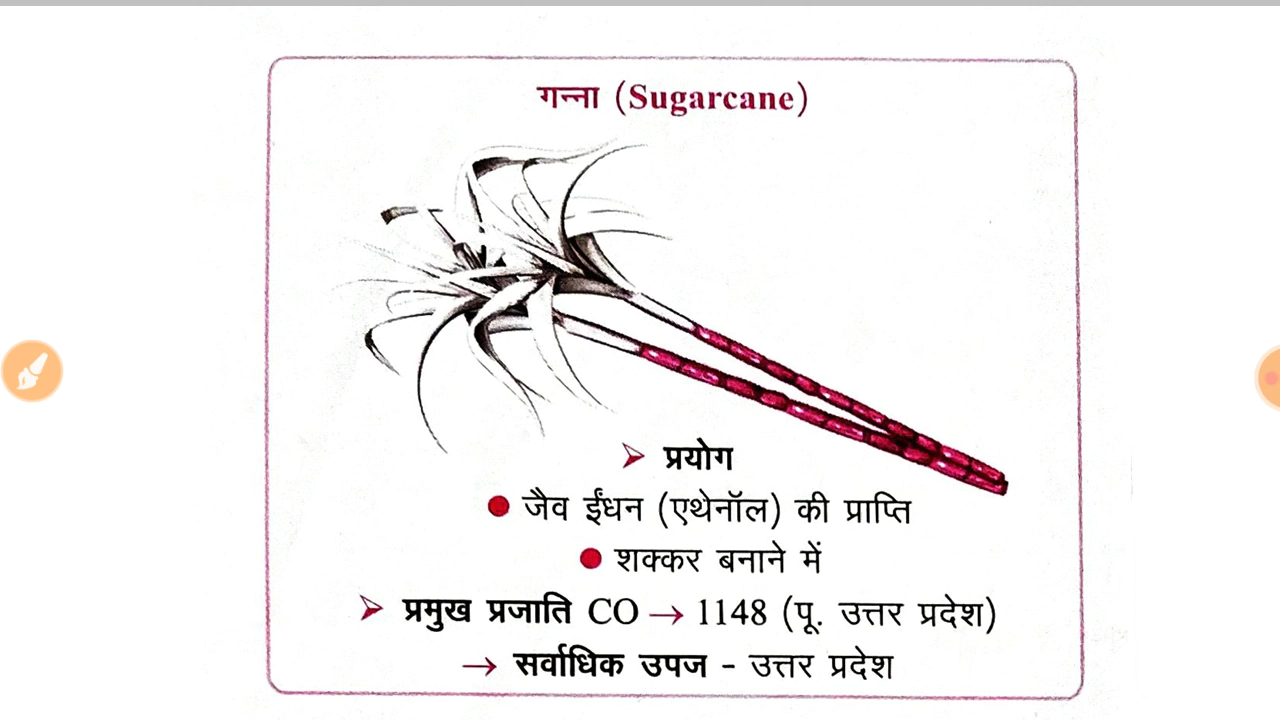 गन्ना (Sugarcane)
➢ प्रयोग
● जैव ईंधन (एथेनॉल) की प्राप्ति
● शक्कर बनाने में
➢ प्रमुख प्रजाति CO → 1148 (पू. उत्तर प्रदेश)
→ सर्वाधिक उपज - उत्तर प्रदेश